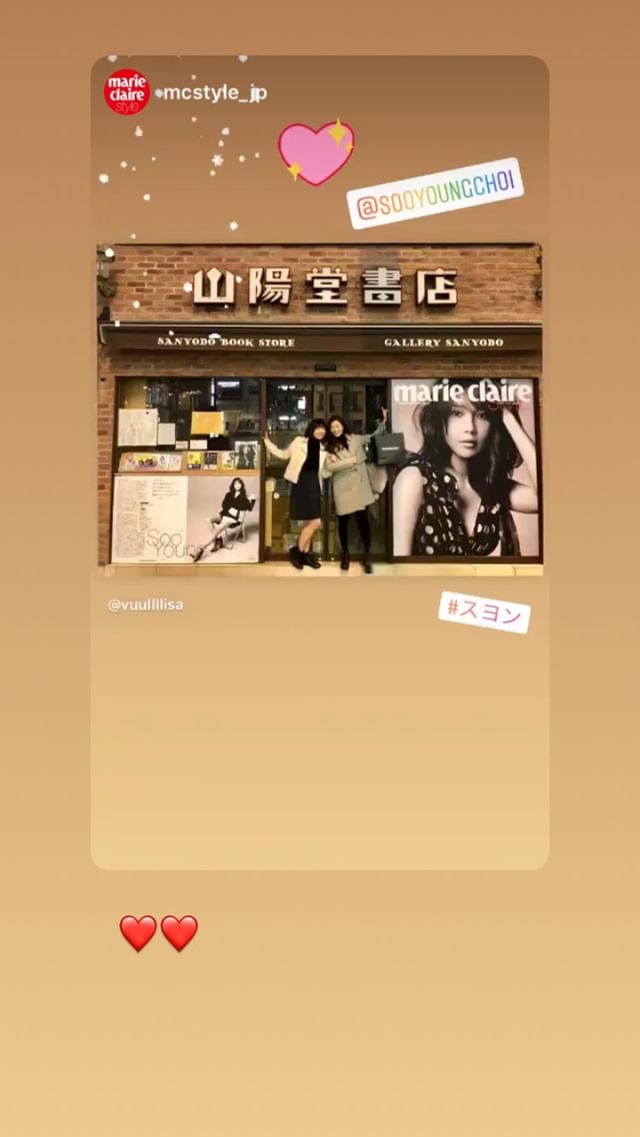 marie
claire
style
mcstyle_jp
@SOOYOUNGCHOI
山陽堂書店
SANYODO BOOK STORE
GALLERY SANYODO
marie claire
Soo
Young
@vuullllisa
#スヨン